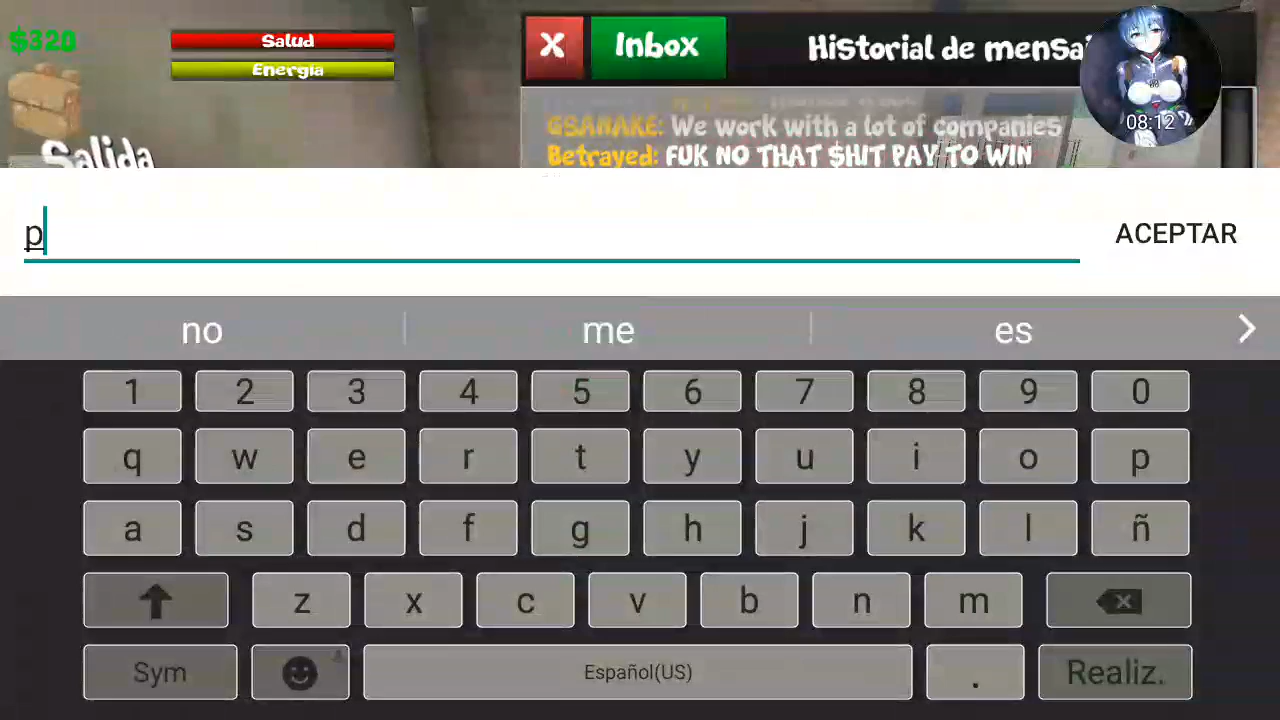 $320
Salud
Energía
Salida
X
Inbox
Historial de mensaj
08:12
GSANAKE: We work with a lot of companies
Betrayed: FUK NO THAT $HIT PAY TO WIN
p
ACEPTAR
no
me
es
1 2 3 4 5 6 7 8 9 0
q w e r t y u i o p
a s d f g h j k l ñ
z x c v b n m
Sym
Español(US)
.
Realiz.